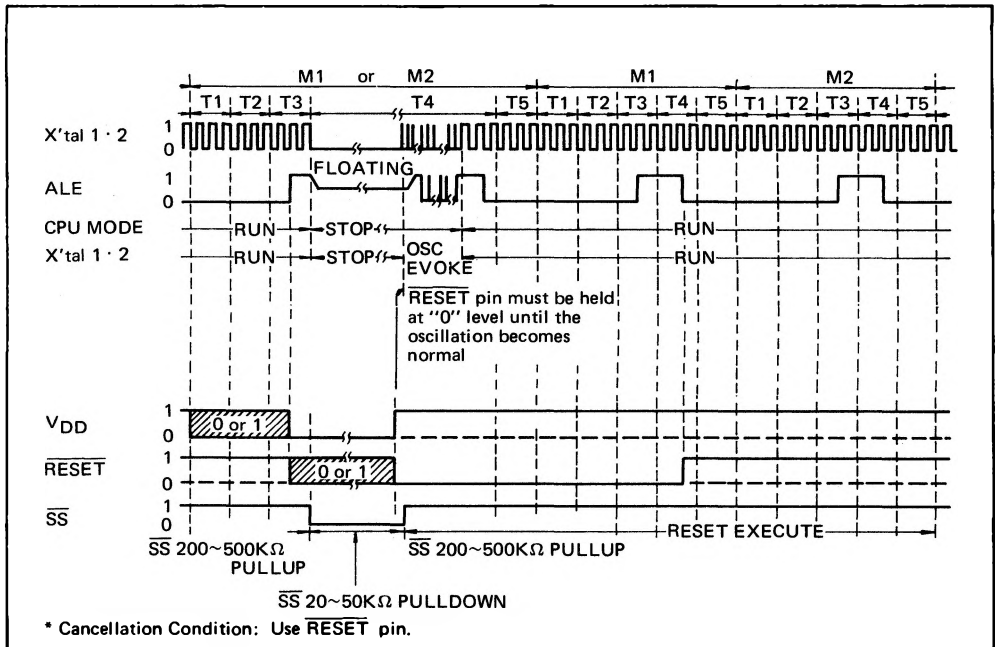 M1 or M2 M1 M2
T1 T2 T3 T4 T5 T1 T2 T3 T4 T5 T1 T2 T3 T4 T5
X'tal 1 · 2 1 0
FLOATING
ALE 1 0
CPU MODE RUN STOP RUN
X'tal 1 · 2 RUN STOP OSC EVOKE RUN
RESET pin must be held
at "0" level until the
oscillation becomes
normal
VDD 1 0 0 or 1
RESET 1 0 0 or 1
SS 1 0
RESET EXECUTE
SS 200~500KΩ
PULLUP
SS 200~500KΩ PULLUP
SS 20~50KΩ PULLDOWN
* Cancellation Condition: Use RESET pin.